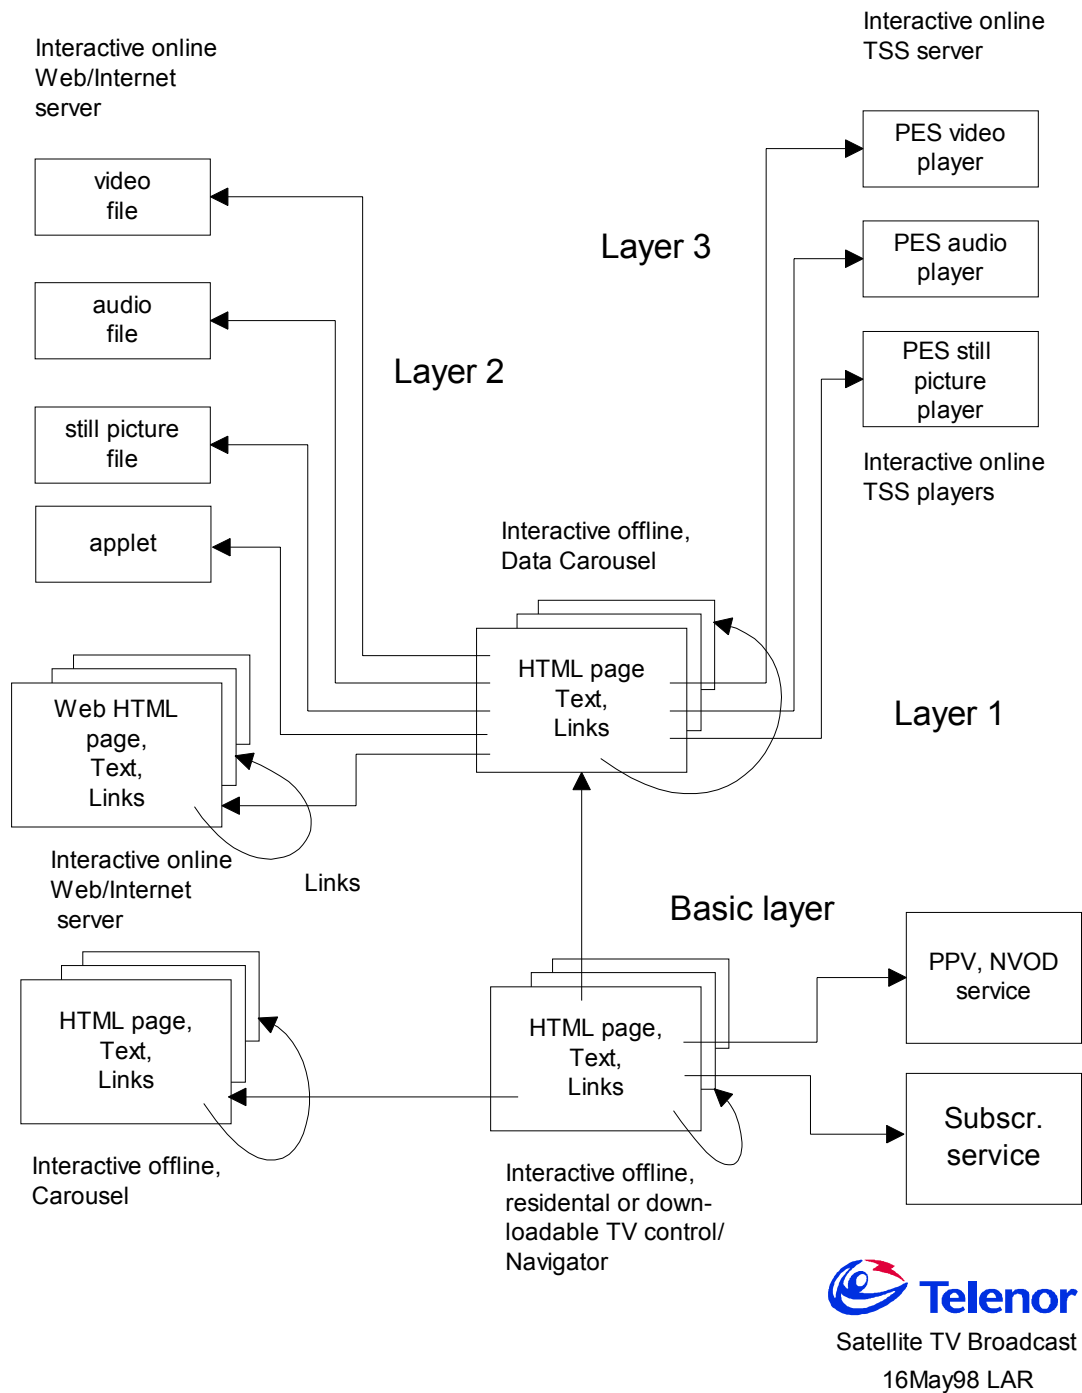 Interactive online
TSS server
Interactive online
Web/Internet
server
PES video
player
video
file
Layer 3
PES audio
player
audio
file
Layer 2
PES still
picture
player
still picture
file
Interactive online
TSS players
applet
Interactive offline,
Data Carousel
HTML page
Text,
Links
Layer 1
Web HTML
page,
Text,
Links
Interactive online
Web/Internet
server
Links
Basic layer
PPV, NVOD
service
HTML page,
Text,
Links
HTML page,
Text,
Links
Subscr.
service
Interactive offline,
Carousel
Interactive offline,
residental or down-
loadable TV control/
Navigator
Telenor
Satellite TV Broadcast
16May98 LAR